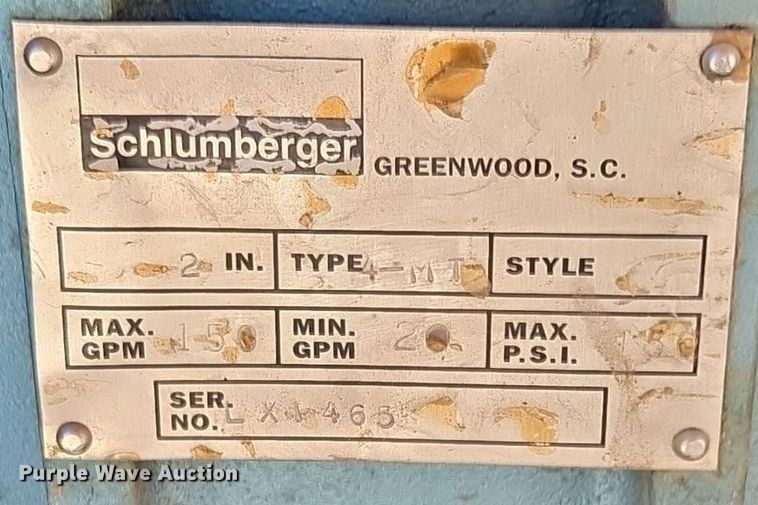 Schlumberger GREENWOOD, S.C.
2 IN. TYPE 4-MT STYLE
MAX. GPM 150 MIN. GPM 20 MAX. P.S.I.
SER. NO. LX1465
Purple Wave Auction